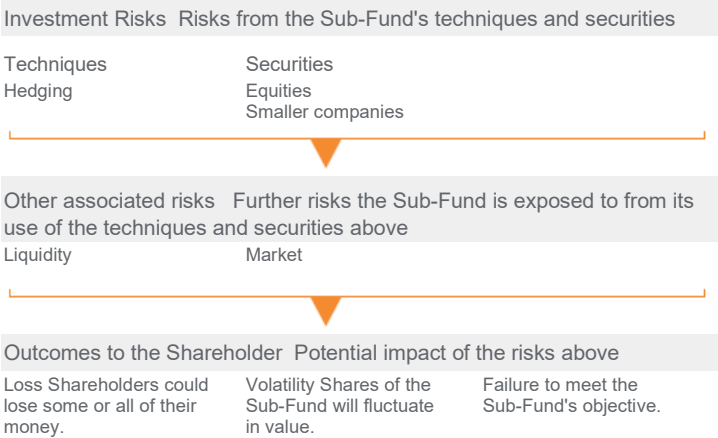 Investment Risks Risks from the Sub-Fund's techniques and securities
Techniques
Hedging
Securities
Equities
Smaller companies
Other associated risks Further risks the Sub-Fund is exposed to from its
use of the techniques and securities above
Liquidity
Market
Outcomes to the Shareholder Potential impact of the risks above
Loss Shareholders could
lose some or all of their
money.
Volatility Shares of the
Sub-Fund will fluctuate
in value.
Failure to meet the
Sub-Fund's objective.